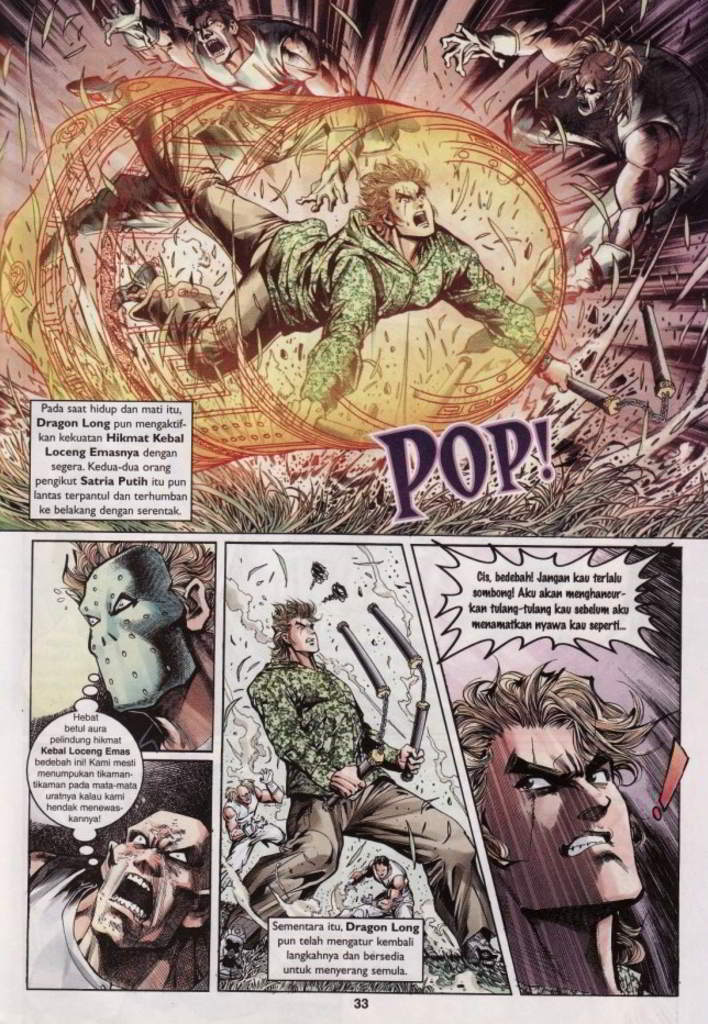 Pada saat hidup dan mati itu,
Dragon Long pun mengaktif-
kan kekuatan Hikmat Kebal
Loceng Emasnya dengan
segera. Kedua-dua orang
pengikut Satria Putih itu pun
lantas terpantul dan terhumban
ke belakang dengan serentak.
POP!
Hebat
betul aura
pelindung hikmat
Kebal Loceng Emas
bedebah ini! Kami mesti
menumpukan tikaman-
tikaman pada mata-mata
uratnya kalau kami
hendak menewas-
kannya!
Sementara itu, Dragon Long
pun telah mengatur kembali
langkahnya dan bersedia
untuk menyerang semula.
Cis, bedebah! Jangan kau terlalu
sombong! Aku akan menghancur-
kan tulang-tulang kau sebelum aku
menamatkan nyawa kau seperti...
!
33